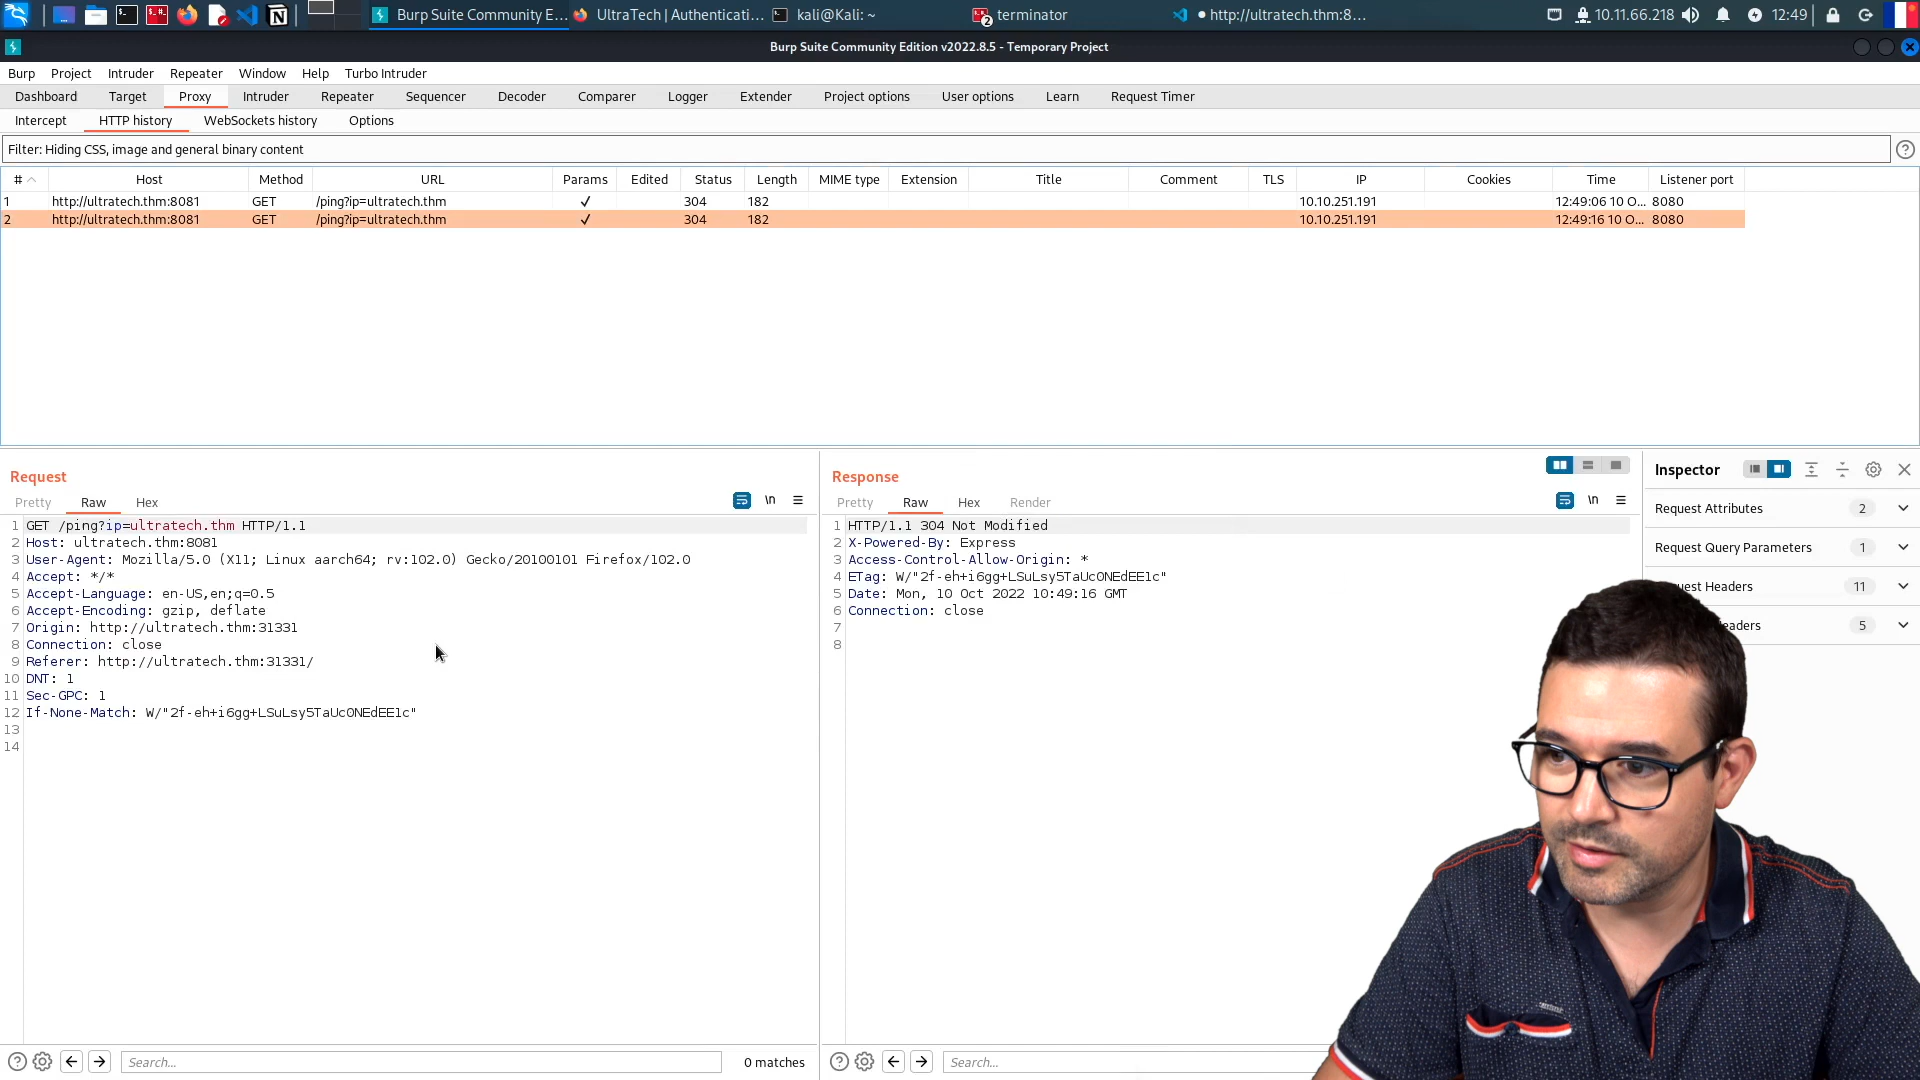 Burp Suite Community E... UltraTech | Authenticati... kali@Kali: ~ 2 terminator • http://ultratech.thm:8... 10.11.66.218 12:49
Burp Suite Community Edition v2022.8.5 - Temporary Project
Burp Project Intruder Repeater Window Help Turbo Intruder
Dashboard Target Proxy Intruder Repeater Sequencer Decoder Comparer Logger Extender Project options User options Learn Request Timer
Intercept HTTP history WebSockets history Options
Filter: Hiding CSS, image and general binary content
# Host Method URL Params Edited Status Length MIME type Extension Title Comment TLS IP Cookies Time Listener port
1 http://ultratech.thm:8081 GET /ping?ip=ultratech.thm ✓ 304 182 10.10.251.191 12:49:06 10 O... 8080
2 http://ultratech.thm:8081 GET /ping?ip=ultratech.thm ✓ 304 182 10.10.251.191 12:49:16 10 O... 8080
Request
Pretty Raw Hex \n
1 GET /ping?ip=ultratech.thm HTTP/1.1
2 Host: ultratech.thm:8081
3 User-Agent: Mozilla/5.0 (X11; Linux aarch64; rv:102.0) Gecko/20100101 Firefox/102.0
4 Accept: */*
5 Accept-Language: en-US,en;q=0.5
6 Accept-Encoding: gzip, deflate
7 Origin: http://ultratech.thm:31331
8 Connection: close
9 Referer: http://ultratech.thm:31331/
10 DNT: 1
11 Sec-GPC: 1
12 If-None-Match: W/"2f-eh+i6gg+LSuLsy5TaUc0NEdEE1c"
13
14
Search... 0 matches
Response
Pretty Raw Hex Render \n
1 HTTP/1.1 304 Not Modified
2 X-Powered-By: Express
3 Access-Control-Allow-Origin: *
4 ETag: W/"2f-eh+i6gg+LSuLsy5TaUc0NEdEE1c"
5 Date: Mon, 10 Oct 2022 10:49:16 GMT
6 Connection: close
7
8
Search...
Inspector
Request Attributes 2
Request Query Parameters 1
quest Headers 11
eaders 5